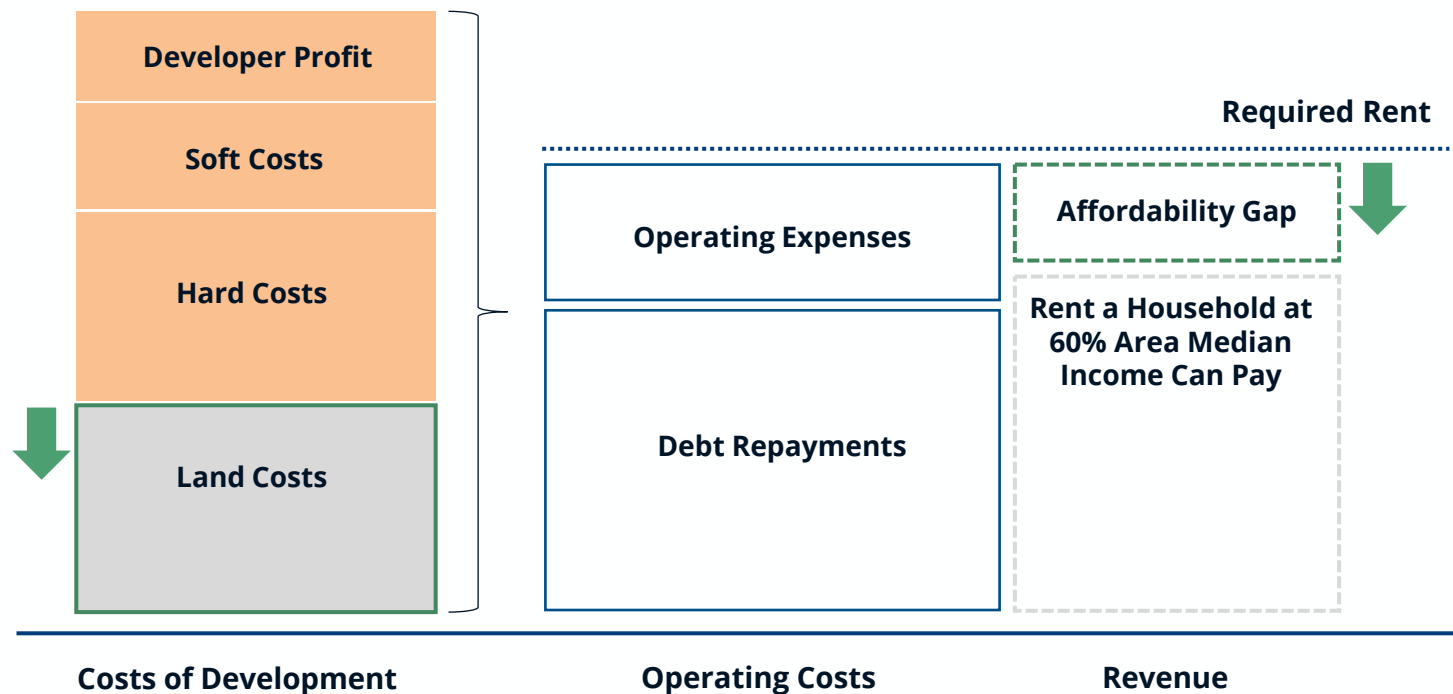 Developer Profit
Soft Costs
Hard Costs
Land Costs
Required Rent
Operating Expenses
Debt Repayments
Affordability Gap
Rent a Household at
60% Area Median
Income Can Pay
Costs of Development
Operating Costs
Revenue